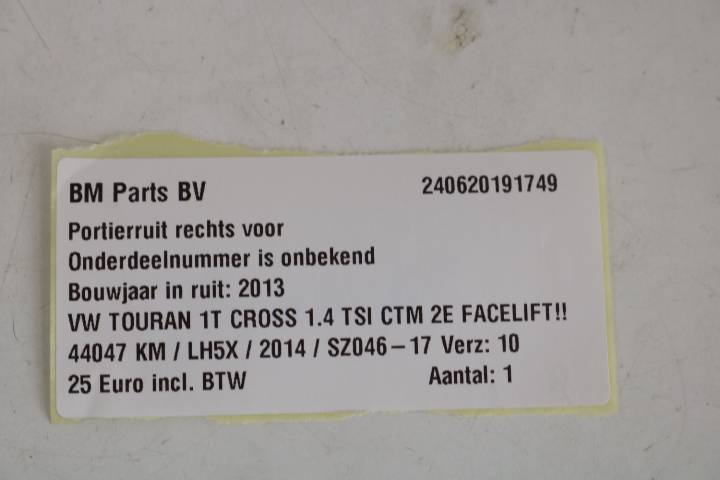 BM Parts BV 240620191749
Portierruit rechts voor
Onderdeelnummer is onbekend
Bouwjaar in ruit: 2013
VW TOURAN 1T CROSS 1.4 TSI CTM 2E FACELIFT!!
44047 KM / LH5X / 2014 / SZ046-17 Verz: 10
25 Euro incl. BTW Aantal: 1